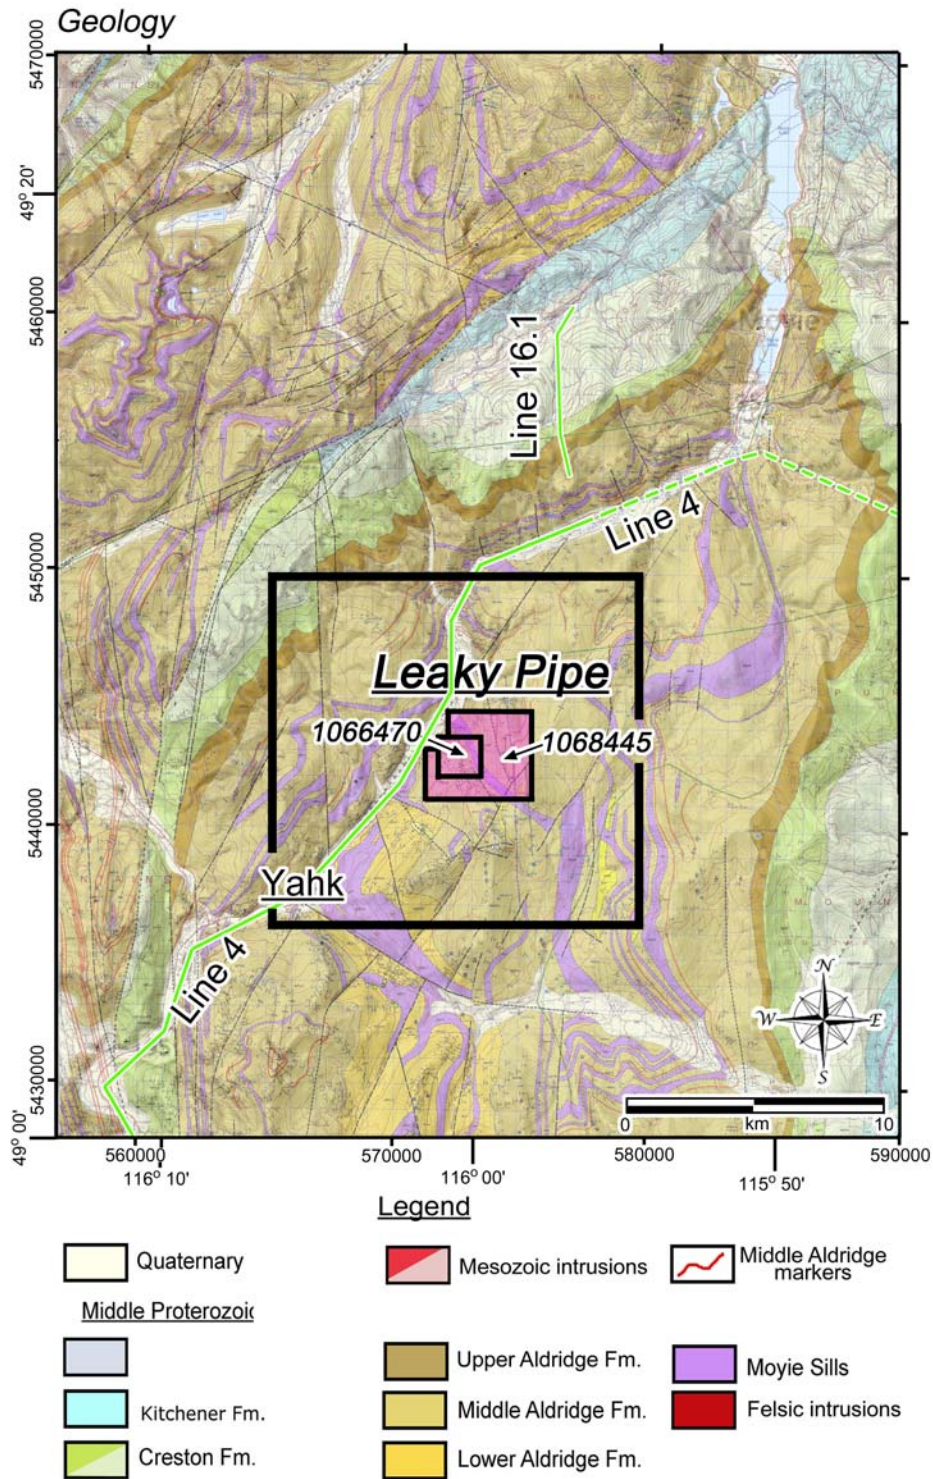 Geology
5470000
49° 20'
5460000
5450000
5440000
5430000
49° 00'
Moyie
Line 16.1
Line 4
Leaky Pipe
1066470
1068445
Yahk
Line 4
N
W
E
S
0
km
10
560000
570000
580000
590000
116° 10'
116° 00'
115° 50'
Legend
Quaternary
Mesozoic intrusions
Middle Aldridge
markers
Middle Proterozoic
Upper Aldridge Fm.
Moyie Sills
Kitchener Fm.
Middle Aldridge Fm.
Felsic intrusions
Creston Fm.
Lower Aldridge Fm.